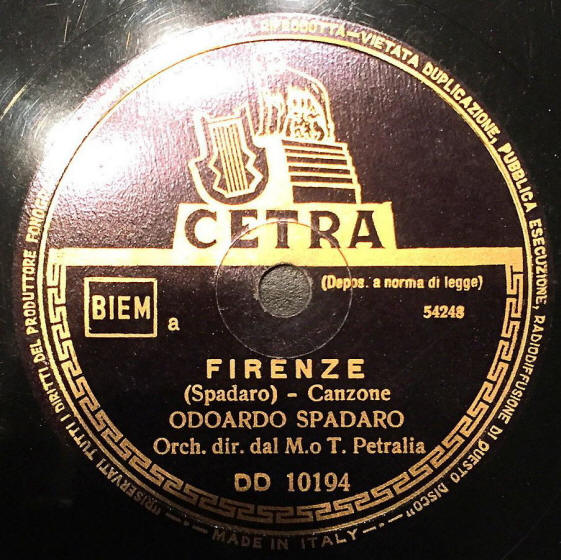 CETRA
(Depos. a norma di legge)
BIEM
a
54248
FIRENZE
(Spadaro) - Canzone
ODOARDO SPADARO
Orch. dir. dal M.o T. Petralia
DD 10194
"RISERVATI TUTTI I DIRITTI DEL PRODUTTORE RIPRODOTTA—VIETATA DUPLICAZIONE, PUBBLICA ESECUZIONE, RADIODIFFUSIONE DI QUESTO DISCO"
MADE IN ITALY